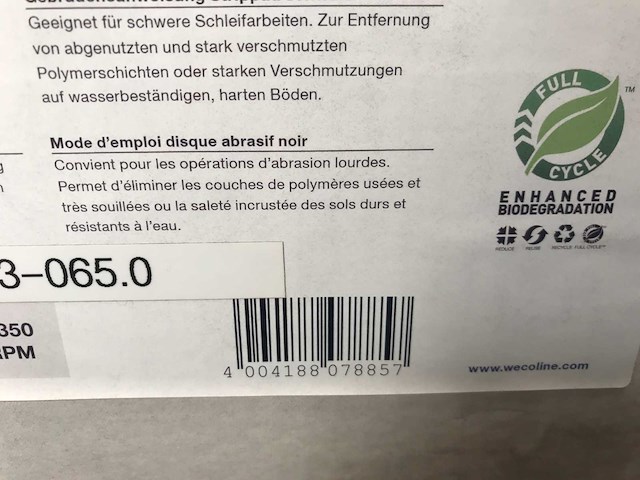 Geeignet für schwere Schleifarbeiten. Zur Entfernung
von abgenutzten und stark verschmutzten
Polymerschichten oder starken Verschmutzungen
auf wasserbeständigen, harten Böden.
Mode d'emploi disque abrasif noir
Convient pour les opérations d'abrasion lourdes.
Permet d'éliminer les couches de polymères usées et
très souillées ou la saleté incrustée des sols durs et
résistants à l'eau.
FULL
CYCLE
TM
ENHANCED
BIODEGRADATION
REDUCE REUSE RECYCLE FULL CYCLE™
3-065.0
350
RPM
4 004188 078857
www.wecoline.com